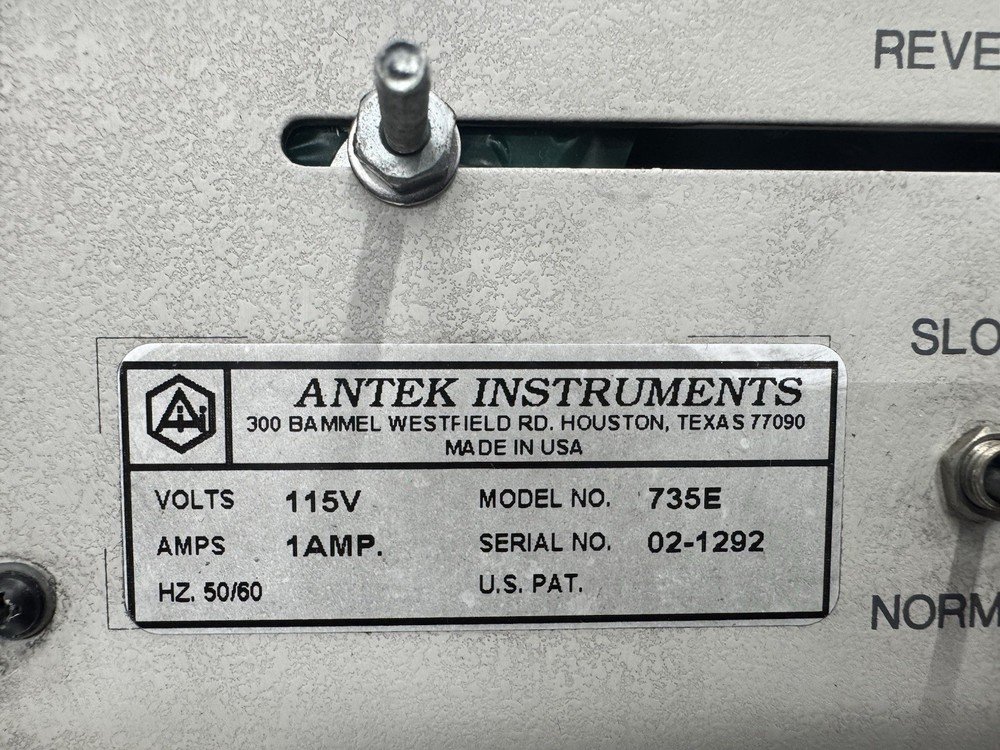 REVE
SLO
ANTEK INSTRUMENTS
300 BAMMEL WESTFIELD RD. HOUSTON, TEXAS 77090
MADE IN USA
VOLTS 115V MODEL NO. 735E
AMPS 1AMP. SERIAL NO. 02-1292
HZ. 50/60 U.S. PAT.
NORM